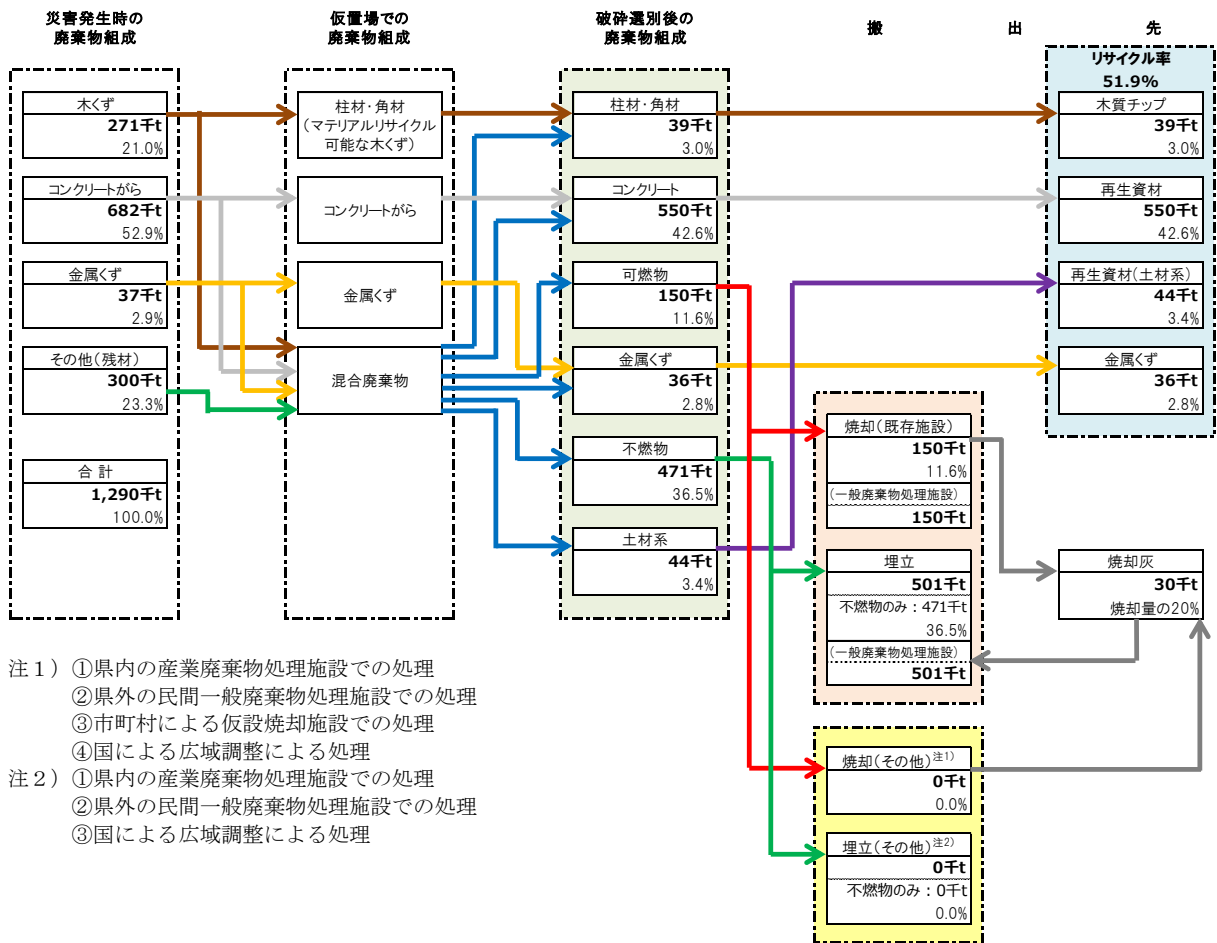 災害発生時の
廃棄物組成
仮置場での
廃棄物組成
破砕選別後の
廃棄物組成
搬 出 先
木くず
271千t
21.0%
コンクリートがら
682千t
52.9%
金属くず
37千t
2.9%
その他(残材)
300千t
23.3%
合計
1,290千t
100.0%
柱材・角材
(マテリアルリサイクル
可能な木くず)
コンクリートがら
金属くず
混合廃棄物
柱材・角材
39千t
3.0%
コンクリート
550千t
42.6%
可燃物
150千t
11.6%
金属くず
36千t
2.8%
不燃物
471千t
36.5%
土材系
44千t
3.4%
焼却(既存施設)
150千t
11.6%
(一般廃棄物処理施設)
150千t
埋立
501千t
不燃物のみ:471千t
36.5%
(一般廃棄物処理施設)
501千t
焼却(その他)注1)
0千t
0.0%
埋立(その他)注2)
0千t
不燃物のみ:0千t
0.0%
リサイクル率
51.9%
木質チップ
39千t
3.0%
再生資材
550千t
42.6%
再生資材(土材系)
44千t
3.4%
金属くず
36千t
2.8%
焼却灰
30千t
焼却量の20%
注1)①県内の産業廃棄物処理施設での処理
②県外の民間一般廃棄物処理施設での処理
③市町村による仮設焼却施設での処理
④国による広域調整による処理
注2)①県内の産業廃棄物処理施設での処理
②県外の民間一般廃棄物処理施設での処理
③国による広域調整による処理